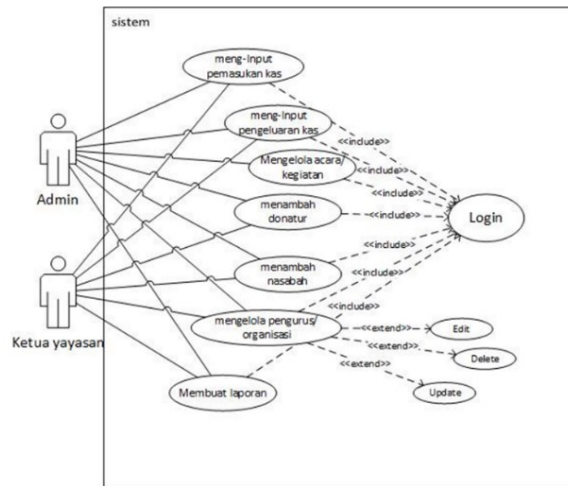 sistem
meng-input
pemasukan kas
meng-input
pengeluaran kas
<<include>>
Mengelola acara/
kegiatan
<<include>>
<<include>>
Admin
menambah
donatur
<<include>>
Login
<<include>>
menambah
nasabah
<<include>>
<<include>>
mengelola pengurus/
organisasi
<<extend>>
Edit
Ketua yayasan
<<extend>>
Delete
<<extend>>
Membuat laporan
Update